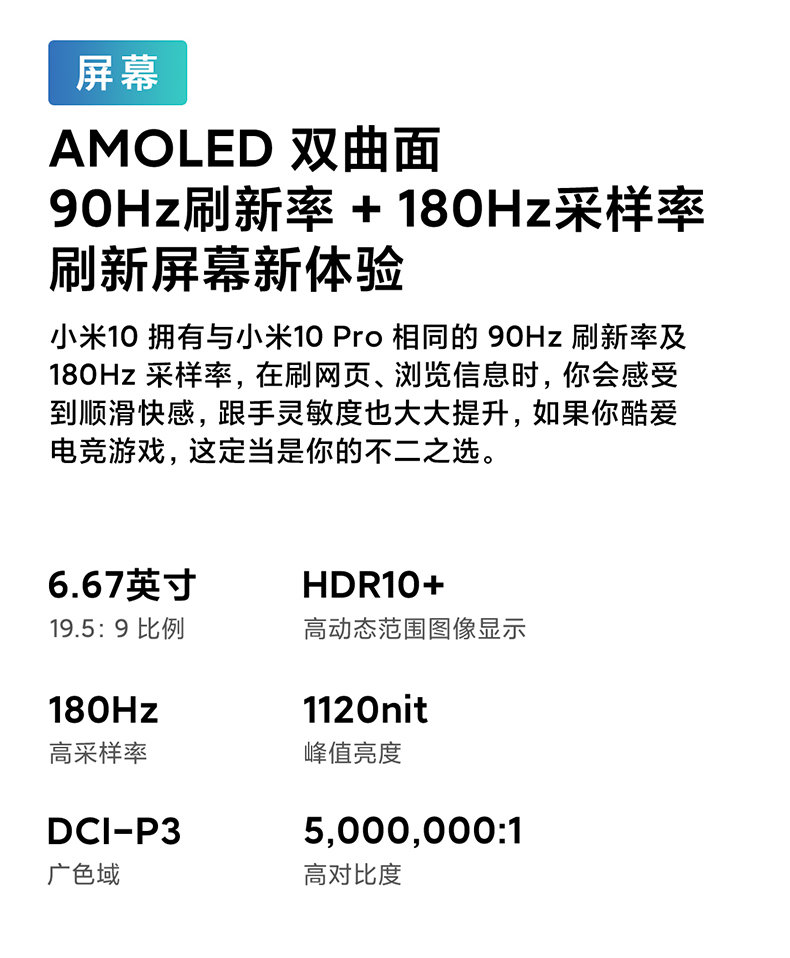 屏幕
AMOLED 双曲面
90Hz刷新率 + 180Hz采样率
刷新屏幕新体验
小米10 拥有与小米10 Pro 相同的 90Hz 刷新率及
180Hz 采样率，在刷网页、浏览信息时，你会感受
到顺滑快感，跟手灵敏度也大大提升，如果你酷爱
电竞游戏，这定当是你的不二之选。
6.67英寸
19.5：9 比例
HDR10+
高动态范围图像显示
180Hz
高采样率
1120nit
峰值亮度
DCI-P3
广色域
5,000,000:1
高对比度